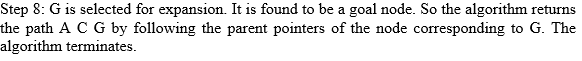 Step 8: G is selected for expansion. It is found to be a goal node. So the algorithm returns
the path A C G by following the parent pointers of the node corresponding to G. The
algorithm terminates.